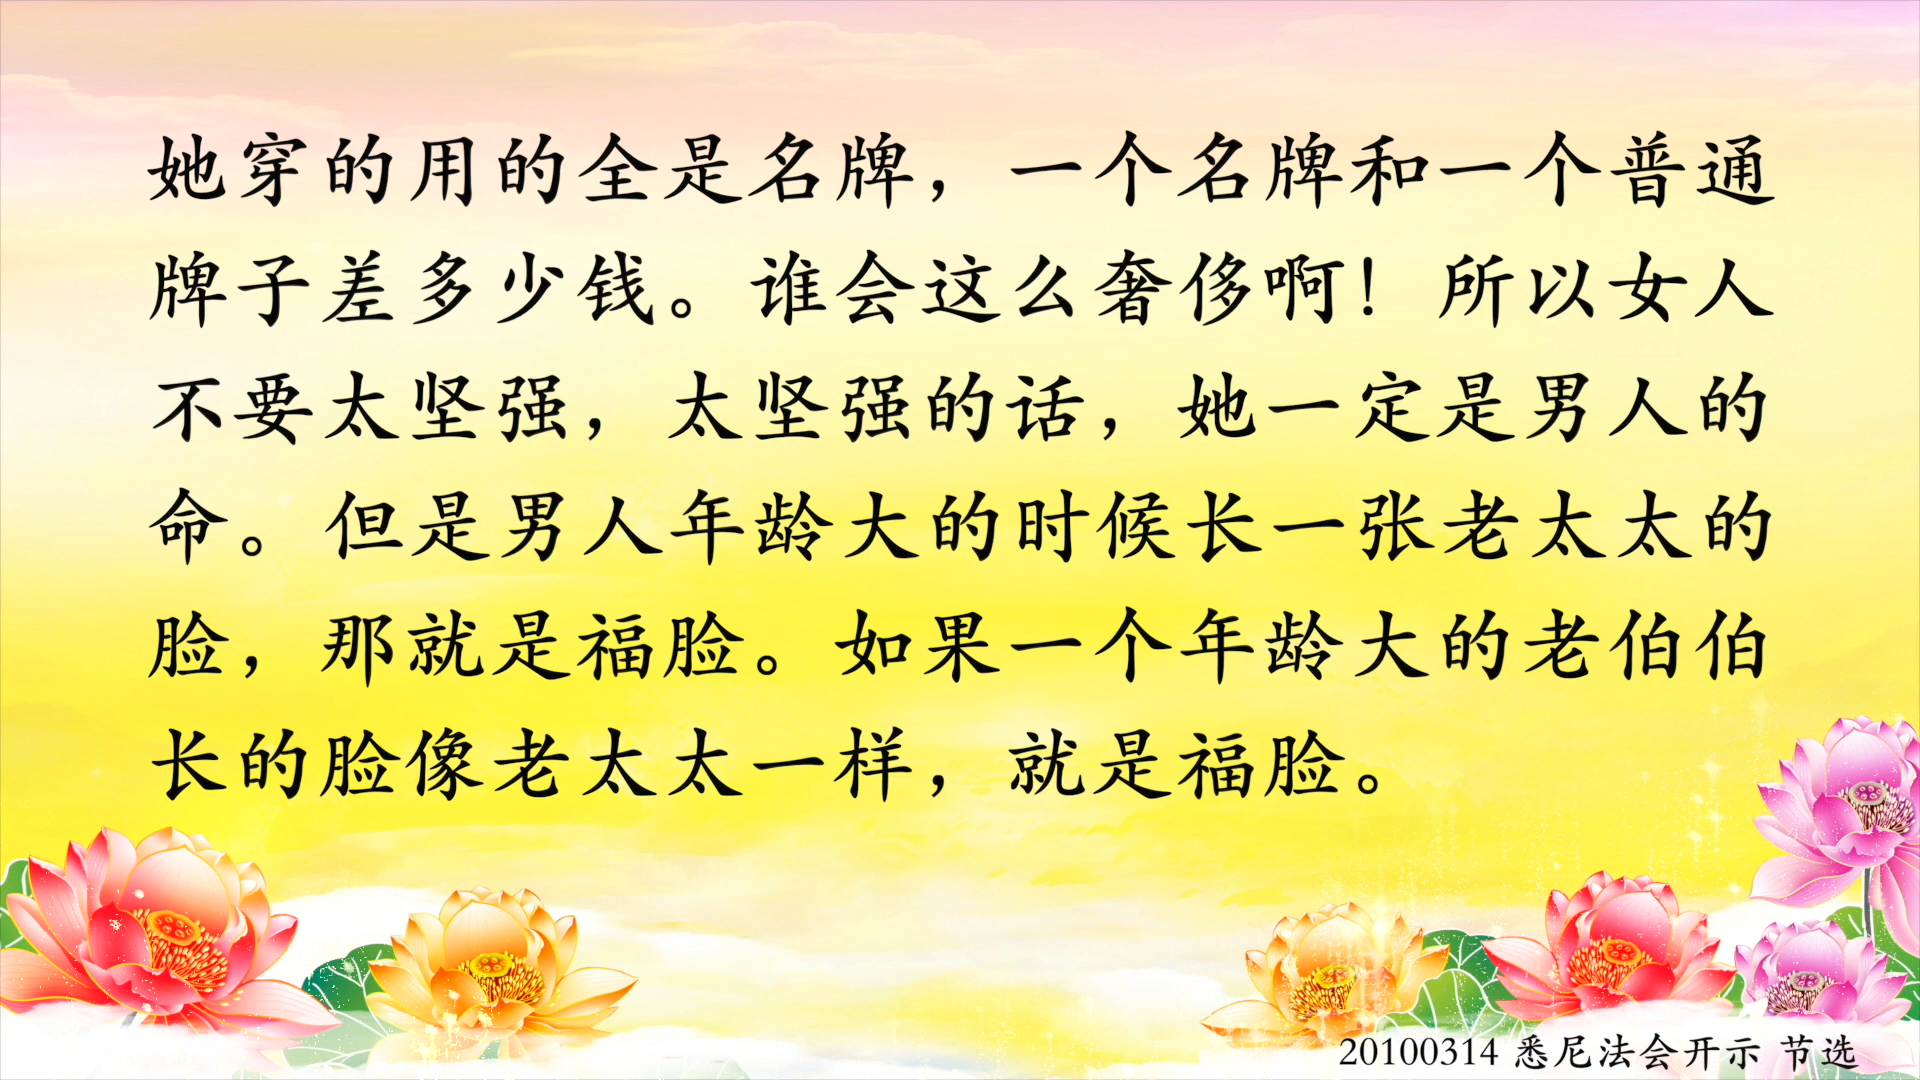 她穿的用的全是名牌，一个名牌和一个普通
牌子差多少钱。谁会这么奢侈啊！所以女人
不要太坚强，太坚强的话，她一定是男人的
命。但是男人年龄大的时候长一张老太太的
脸，那就是福脸。如果一个年龄大的老伯伯
长的脸像老太太一样，就是福脸。
20100314 悉尼法会开示 节选